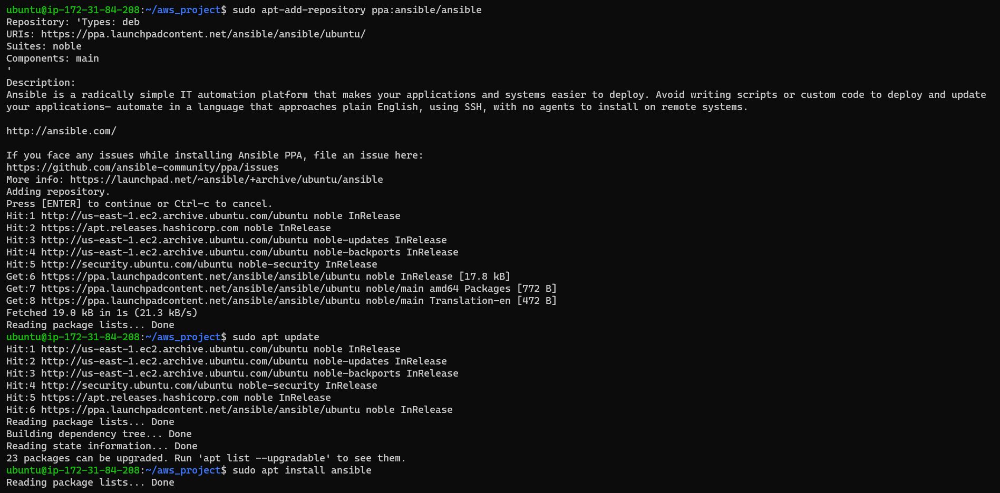 ubuntu@ip-172-31-84-208:~/aws_project$ sudo apt-add-repository ppa:ansible/ansible
Repository: 'Types: deb
URIs: https://ppa.launchpadcontent.net/ansible/ansible/ubuntu/
Suites: noble
Components: main
'
Description:
Ansible is a radically simple IT automation platform that makes your applications and systems easier to deploy. Avoid writing scripts or custom code to deploy and update
your applications— automate in a language that approaches plain English, using SSH, with no agents to install on remote systems.

http://ansible.com/

If you face any issues while installing Ansible PPA, file an issue here:
https://github.com/ansible-community/ppa/issues
More info: https://launchpad.net/~ansible/+archive/ubuntu/ansible
Adding repository.
Press [ENTER] to continue or Ctrl-c to cancel.
Hit:1 http://us-east-1.ec2.archive.ubuntu.com/ubuntu noble InRelease
Hit:2 https://apt.releases.hashicorp.com noble InRelease
Hit:3 http://us-east-1.ec2.archive.ubuntu.com/ubuntu noble-updates InRelease
Hit:4 http://us-east-1.ec2.archive.ubuntu.com/ubuntu noble-backports InRelease
Hit:5 http://security.ubuntu.com/ubuntu noble-security InRelease
Get:6 https://ppa.launchpadcontent.net/ansible/ansible/ubuntu noble InRelease [17.8 kB]
Get:7 https://ppa.launchpadcontent.net/ansible/ansible/ubuntu noble/main amd64 Packages [772 B]
Get:8 https://ppa.launchpadcontent.net/ansible/ansible/ubuntu noble/main Translation-en [472 B]
Fetched 19.0 kB in 1s (21.3 kB/s)
Reading package lists... Done
ubuntu@ip-172-31-84-208:~/aws_project$ sudo apt update
Hit:1 http://us-east-1.ec2.archive.ubuntu.com/ubuntu noble InRelease
Hit:2 http://us-east-1.ec2.archive.ubuntu.com/ubuntu noble-updates InRelease
Hit:3 http://us-east-1.ec2.archive.ubuntu.com/ubuntu noble-backports InRelease
Hit:4 http://security.ubuntu.com/ubuntu noble-security InRelease
Hit:5 https://apt.releases.hashicorp.com noble InRelease
Hit:6 https://ppa.launchpadcontent.net/ansible/ansible/ubuntu noble InRelease
Reading package lists... Done
Building dependency tree... Done
Reading state information... Done
23 packages can be upgraded. Run 'apt list --upgradable' to see them.
ubuntu@ip-172-31-84-208:~/aws_project$ sudo apt install ansible
Reading package lists... Done